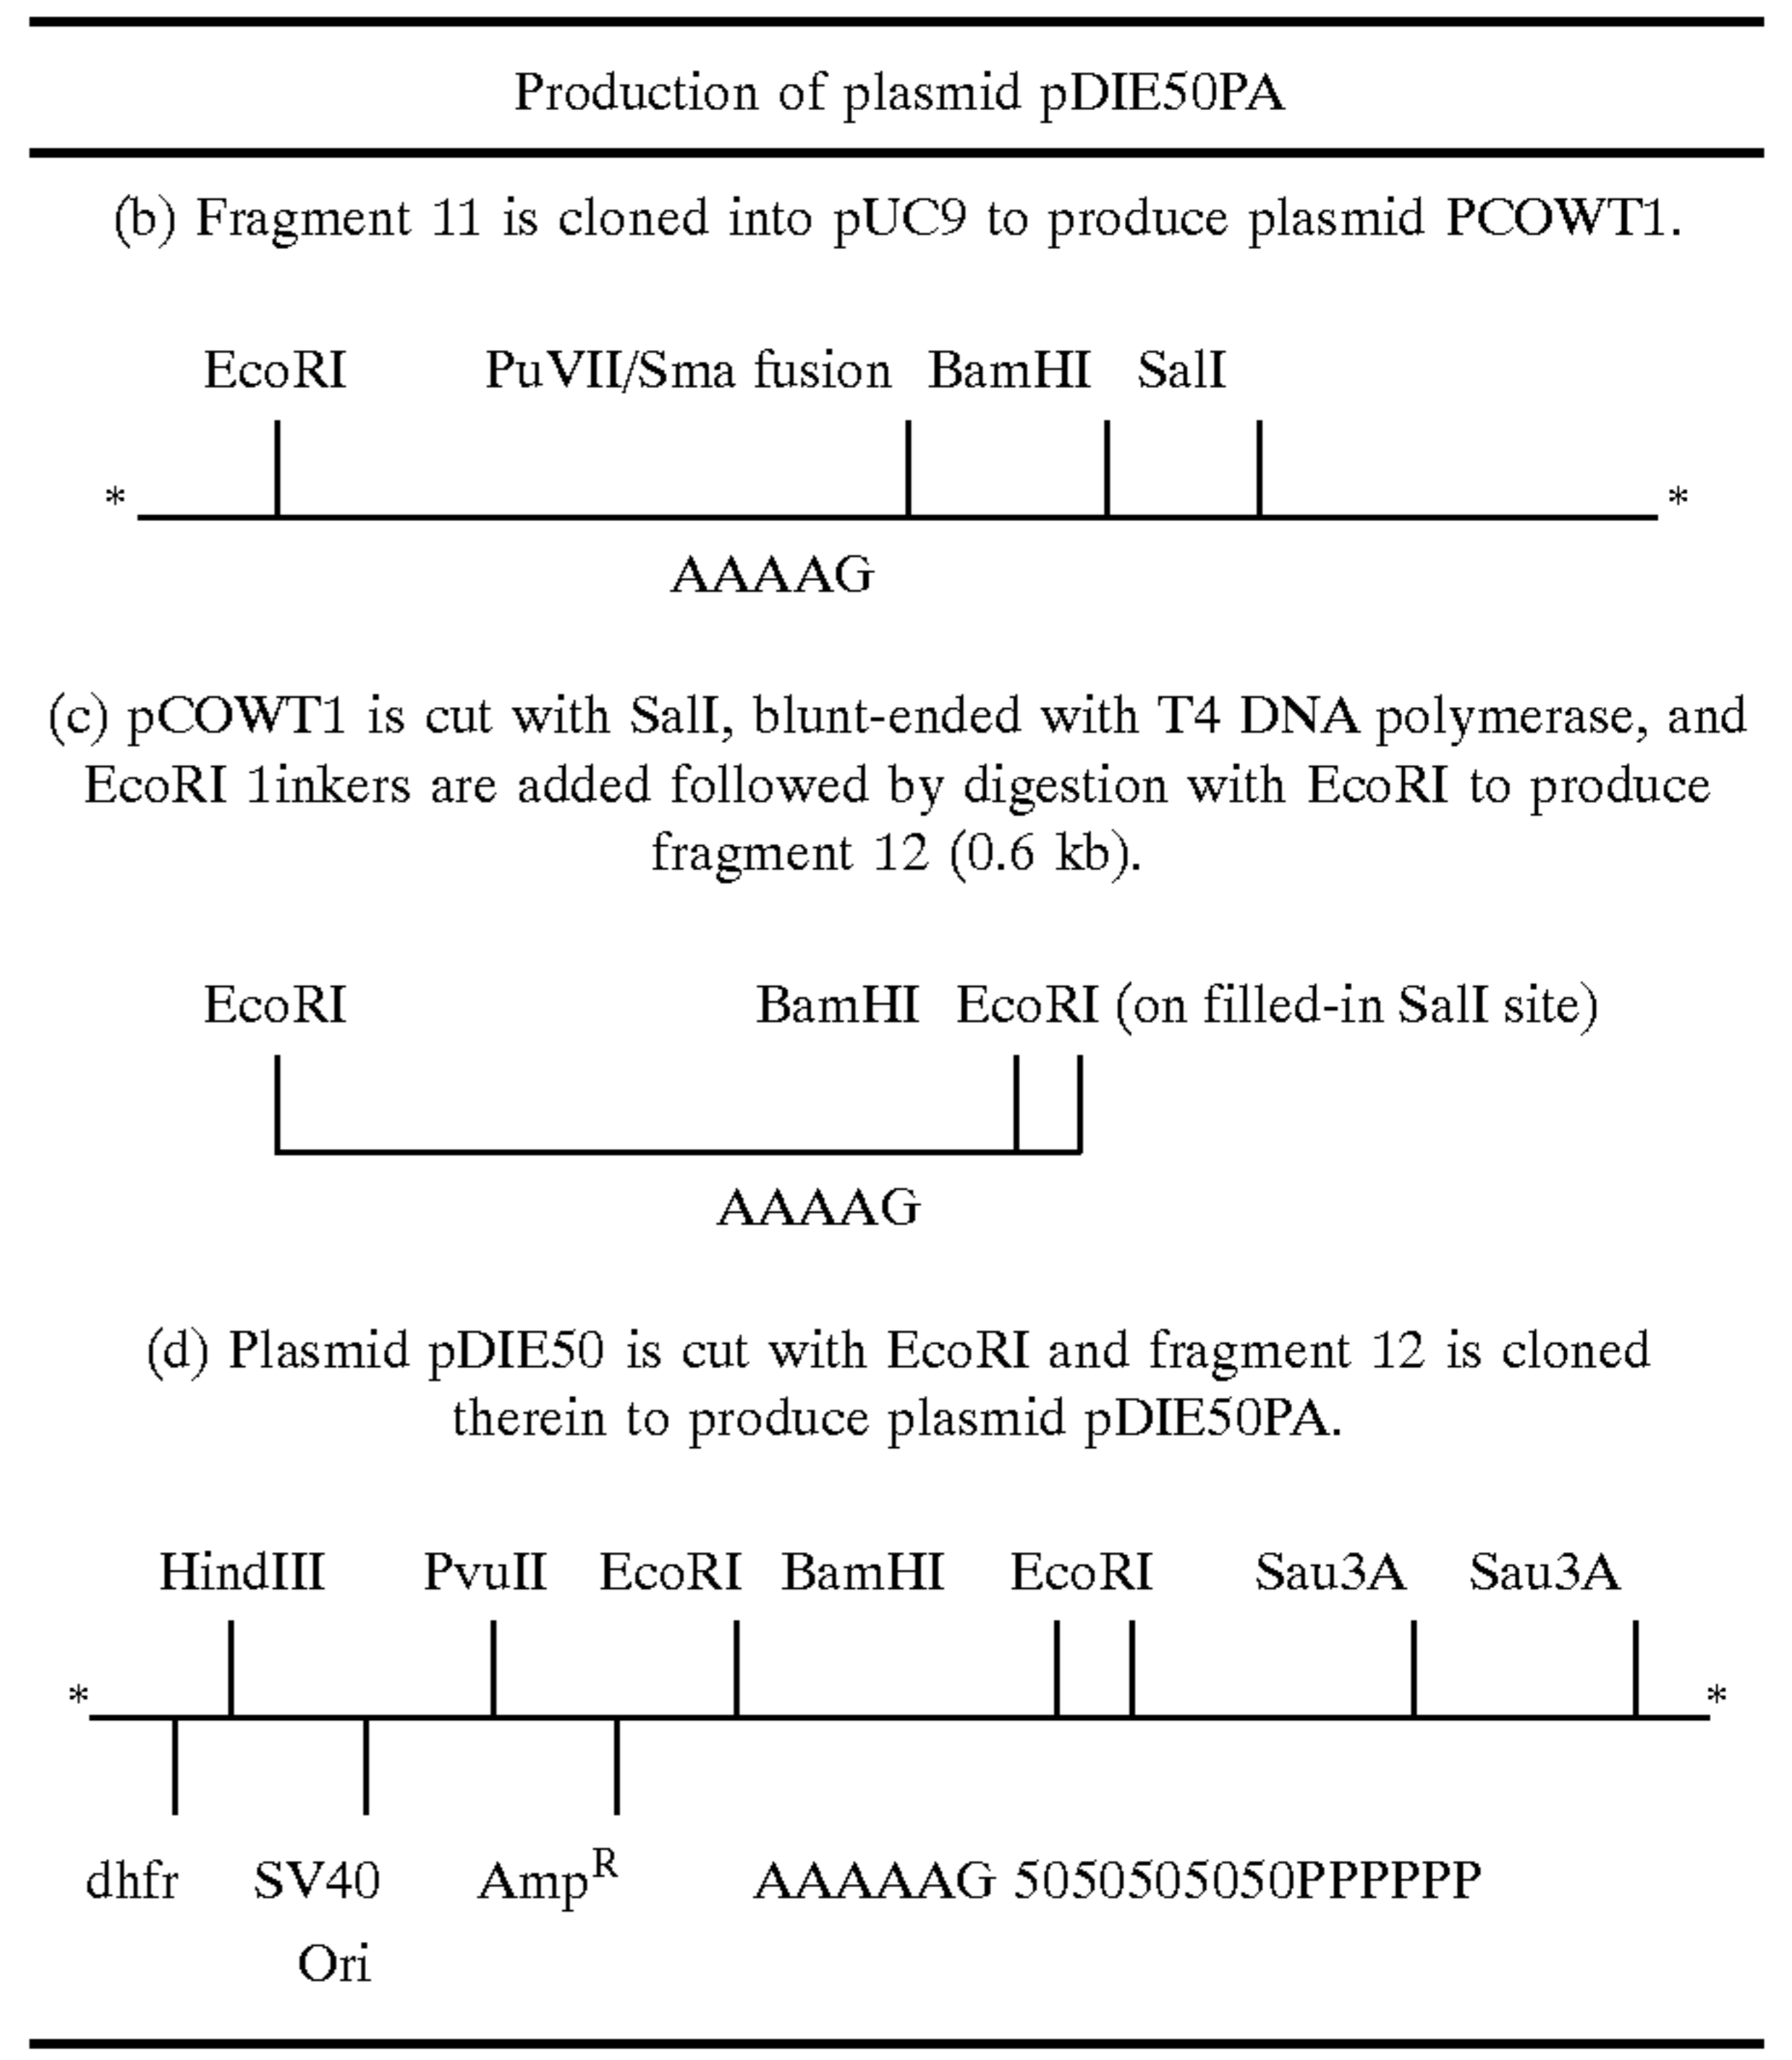 Production of plasmid pDIE50PA
(b) Fragment 11 is cloned into pUC9 to produce plasmid PCOWT1.
EcoRI PuVII/Sma fusion BamHI SalI
* *
AAAAG
(c) pCOWT1 is cut with SalI, blunt-ended with T4 DNA polymerase, and
EcoRI 1inkers are added followed by digestion with EcoRI to produce
fragment 12 (0.6 kb).
EcoRI BamHI EcoRI (on filled-in SalI site)
AAAAG
(d) Plasmid pDIE50 is cut with EcoRI and fragment 12 is cloned
therein to produce plasmid pDIE50PA.
HindIII PvuII EcoRI BamHI EcoRI Sau3A Sau3A
* *
dhfr SV40 Amp^R AAAAAG 5050505050PPPPPP
Ori